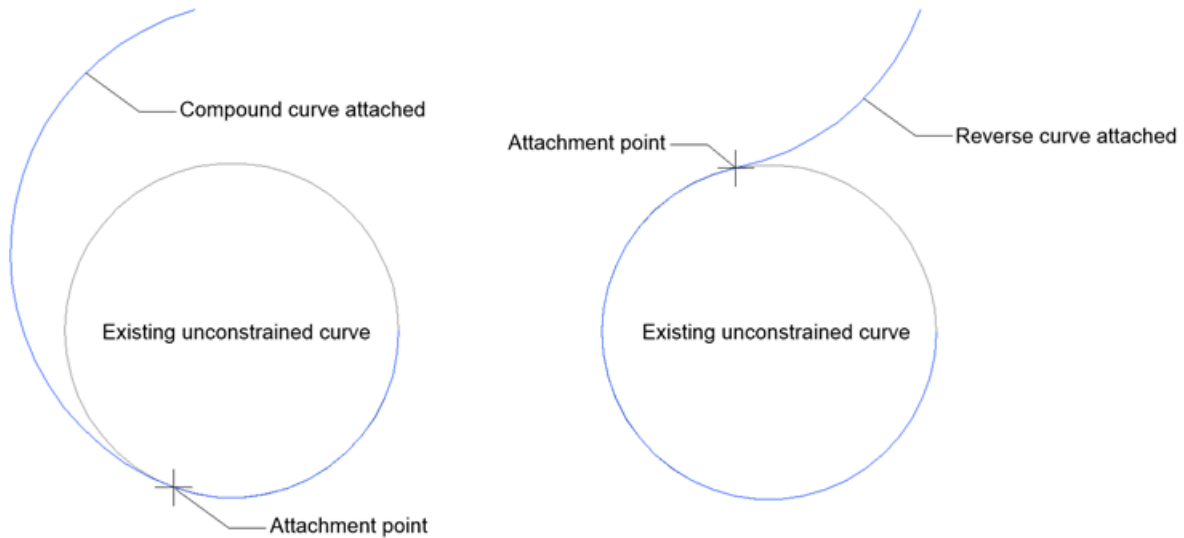 Compound curve attached
Existing unconstrained curve
Attachment point
Attachment point
Reverse curve attached
Existing unconstrained curve